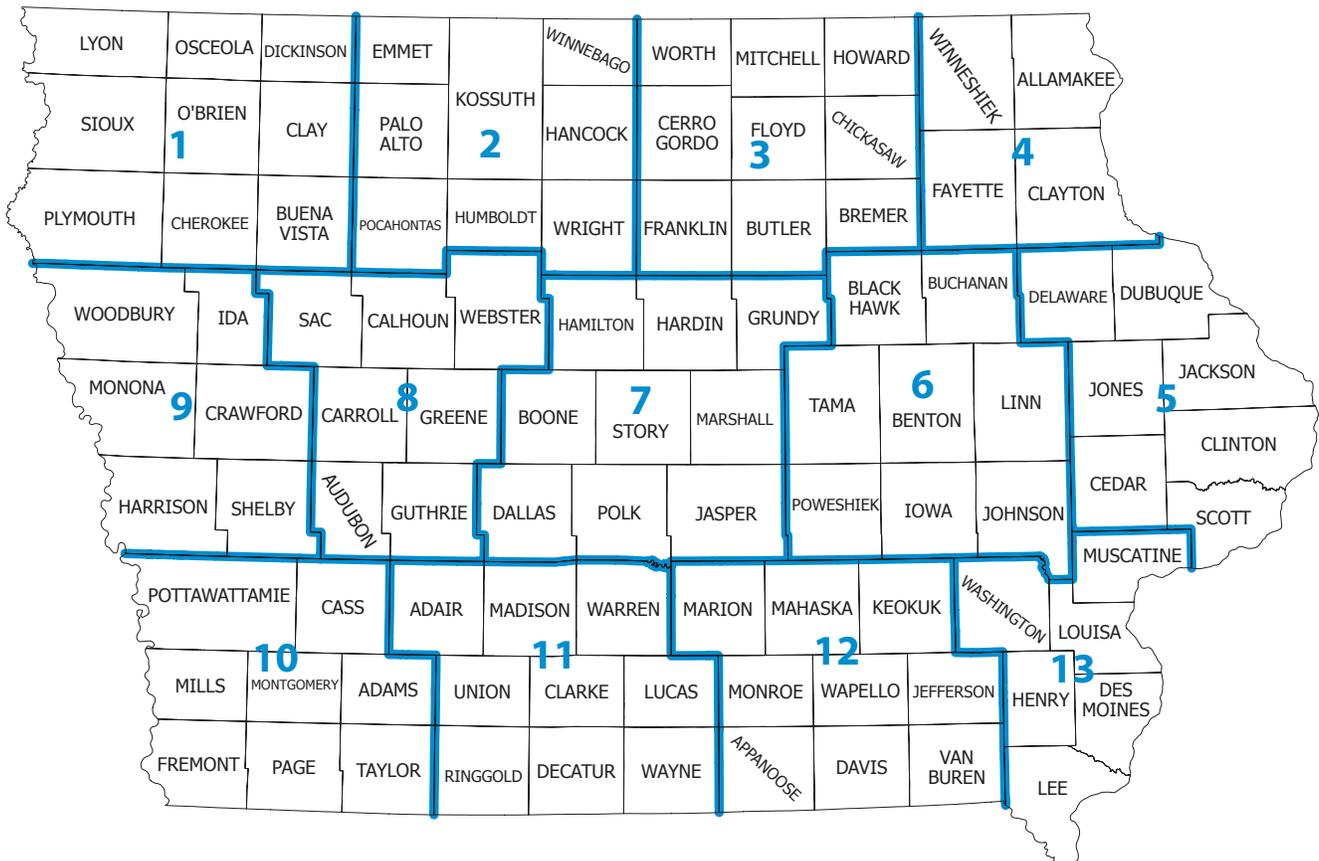 LYON
OSCEOLA
DICKINSON
EMMET
KOSSUTH
WINNEBAGO
WORTH
MITCHELL
HOWARD
WINNESHIEK
ALLAMAKEE
SIOUX
O'BRIEN
1
CLAY
PALO
ALTO
2
HANCOCK
CERRO
GORDO
FLOYD
3
CHICKASAW
4
PLYMOUTH
CHEROKEE
BUENA
VISTA
POCAHONTAS
HUMBOLDT
WRIGHT
FRANKLIN
BUTLER
BREMER
FAYETTE
CLAYTON
WOODBURY
IDA
SAC
CALHOUN
WEBSTER
HAMILTON
HARDIN
GRUNDY
BLACK
HAWK
BUCHANAN
DELAWARE
DUBUQUE
MONONA
9
CRAWFORD
CARROLL
8
GREENE
BOONE
7
STORY
MARSHALL
TAMA
6
BENTON
LINN
JONES
5
JACKSON
CLINTON
HARRISON
SHELBY
AUDUBON
GUTHRIE
DALLAS
POLK
JASPER
POWESHIEK
IOWA
JOHNSON
CEDAR
SCOTT
MUSCATINE
POTTAWATTAMIE
CASS
ADAIR
MADISON
WARREN
MARION
MAHASKA
KEOKUK
WASHINGTON
LOUISA
10
11
12
13
MILLS
MONTGOMERY
ADAMS
UNION
CLARKE
LUCAS
MONROE
WAPELLO
JEFFERSON
HENRY
DES
MOINES
FREMONT
PAGE
TAYLOR
RINGGOLD
DECATUR
WAYNE
APPANOOSE
DAVIS
VAN
BUREN
LEE